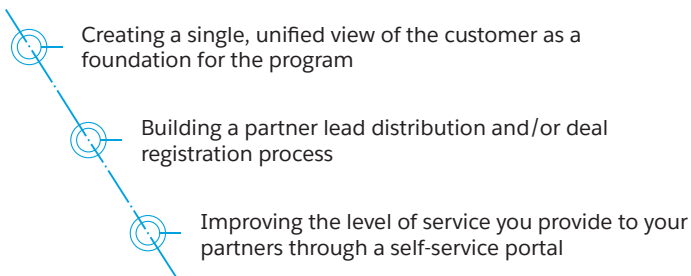 Creating a single, unified view of the customer as a
foundation for the program
Building a partner lead distribution and/or deal
registration process
Improving the level of service you provide to your
partners through a self-service portal